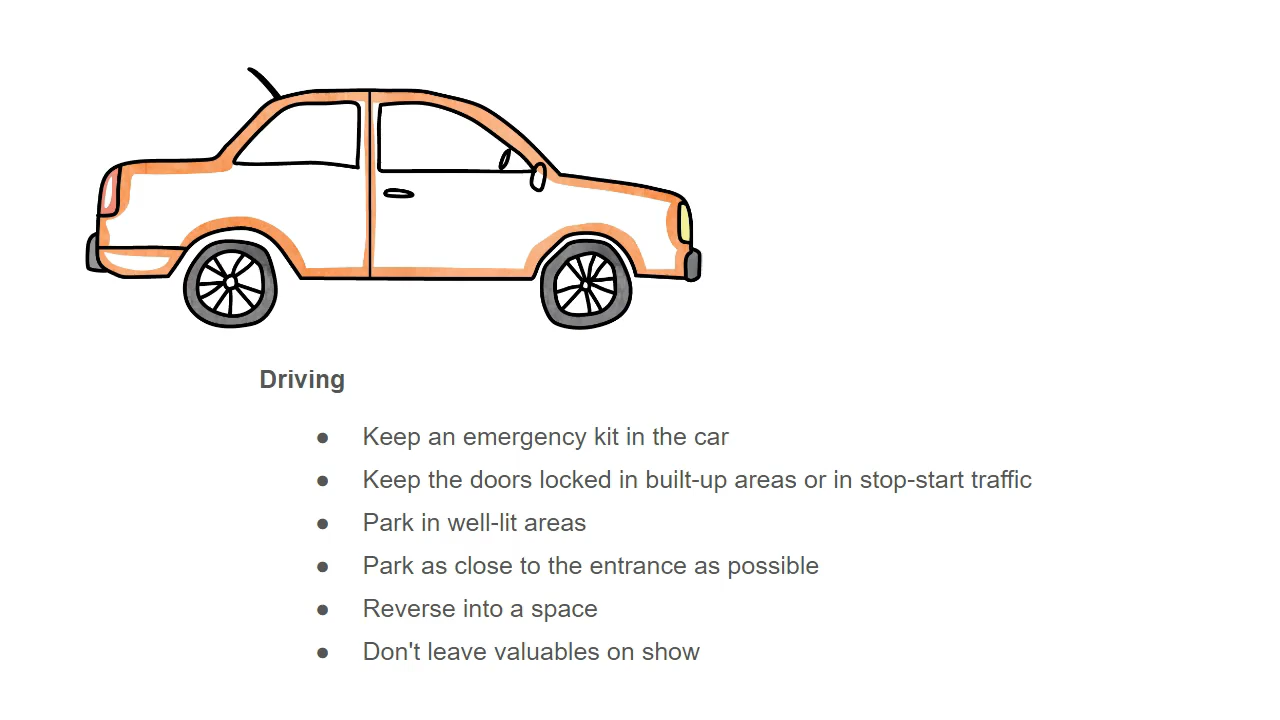 Driving
● Keep an emergency kit in the car
● Keep the doors locked in built-up areas or in stop-start traffic
● Park in well-lit areas
● Park as close to the entrance as possible
● Reverse into a space
● Don't leave valuables on show